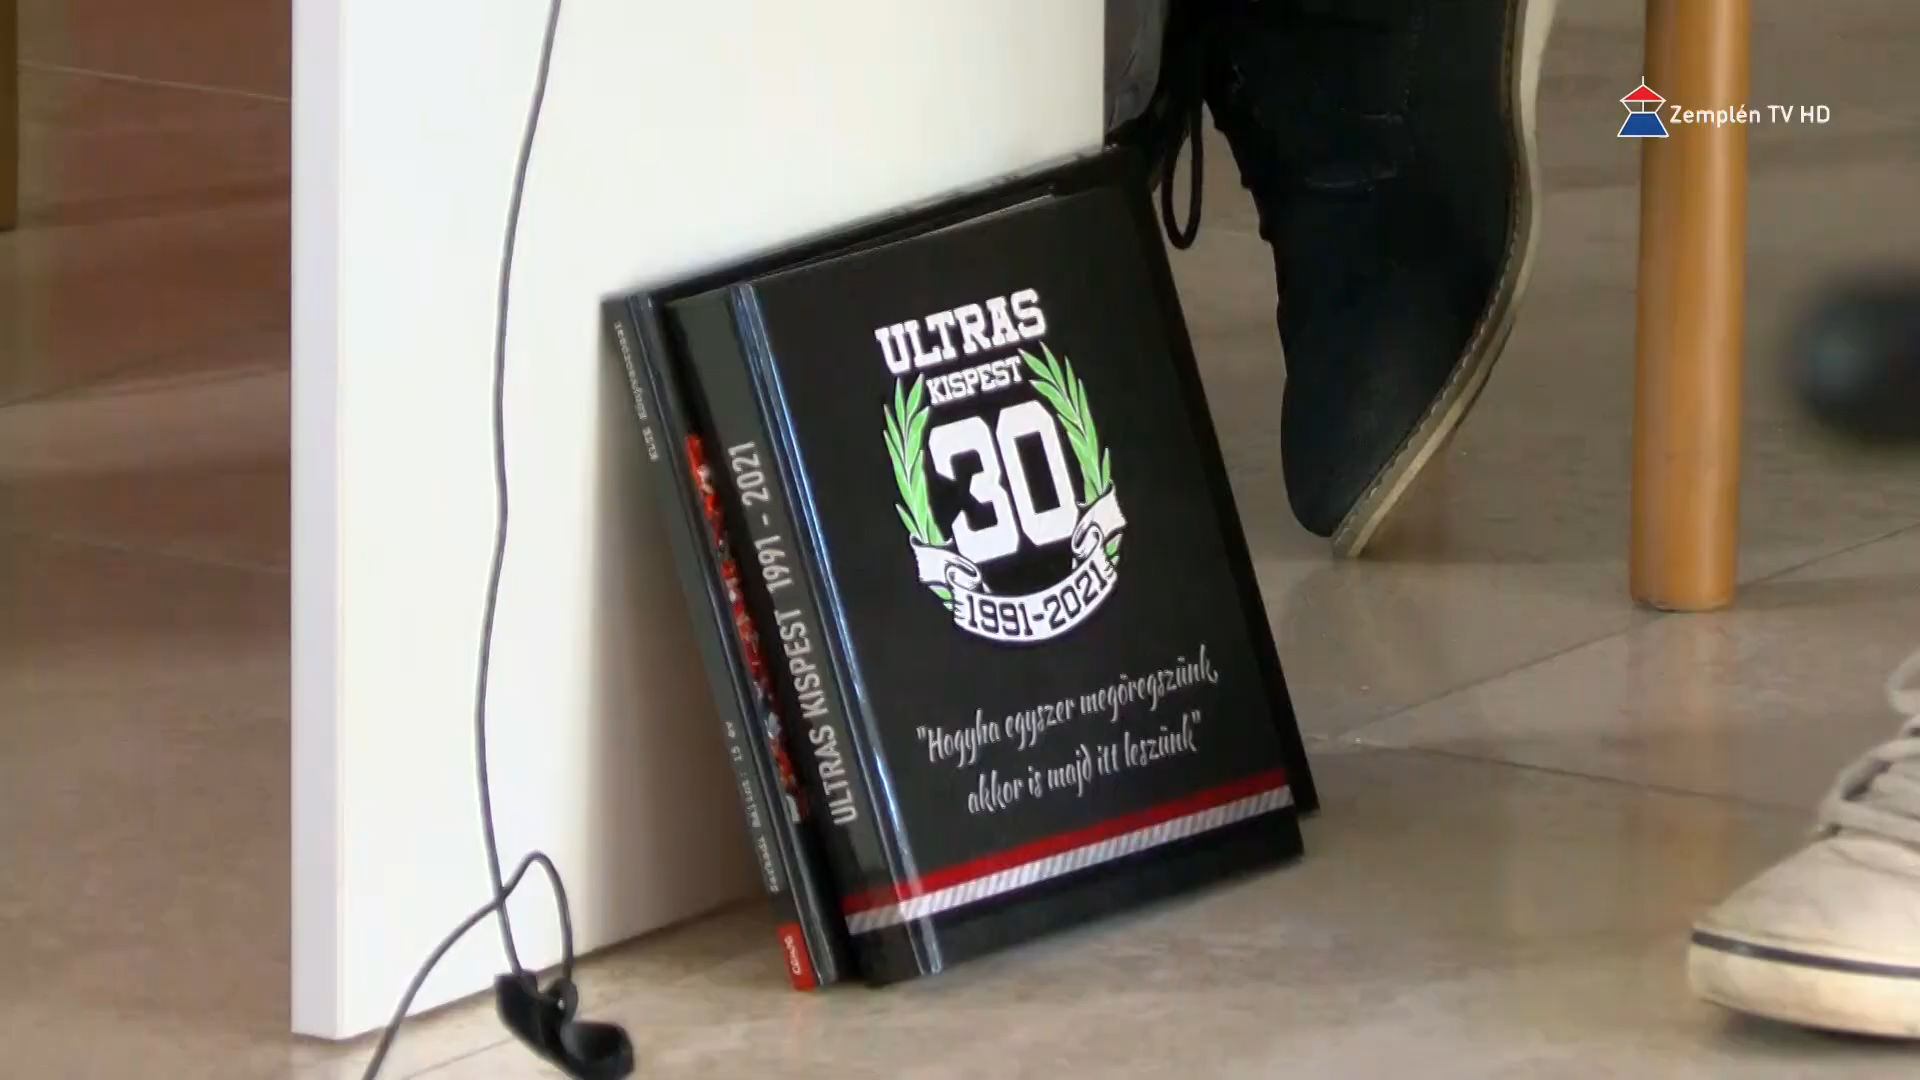 Zemplén TV HD
ULTRAS
KISPEST
30
1991-2021
"Hogyha egyszer megöregszünk,
akkor is majd itt leszünk"
ULTRAS KISPEST 1991 - 2021